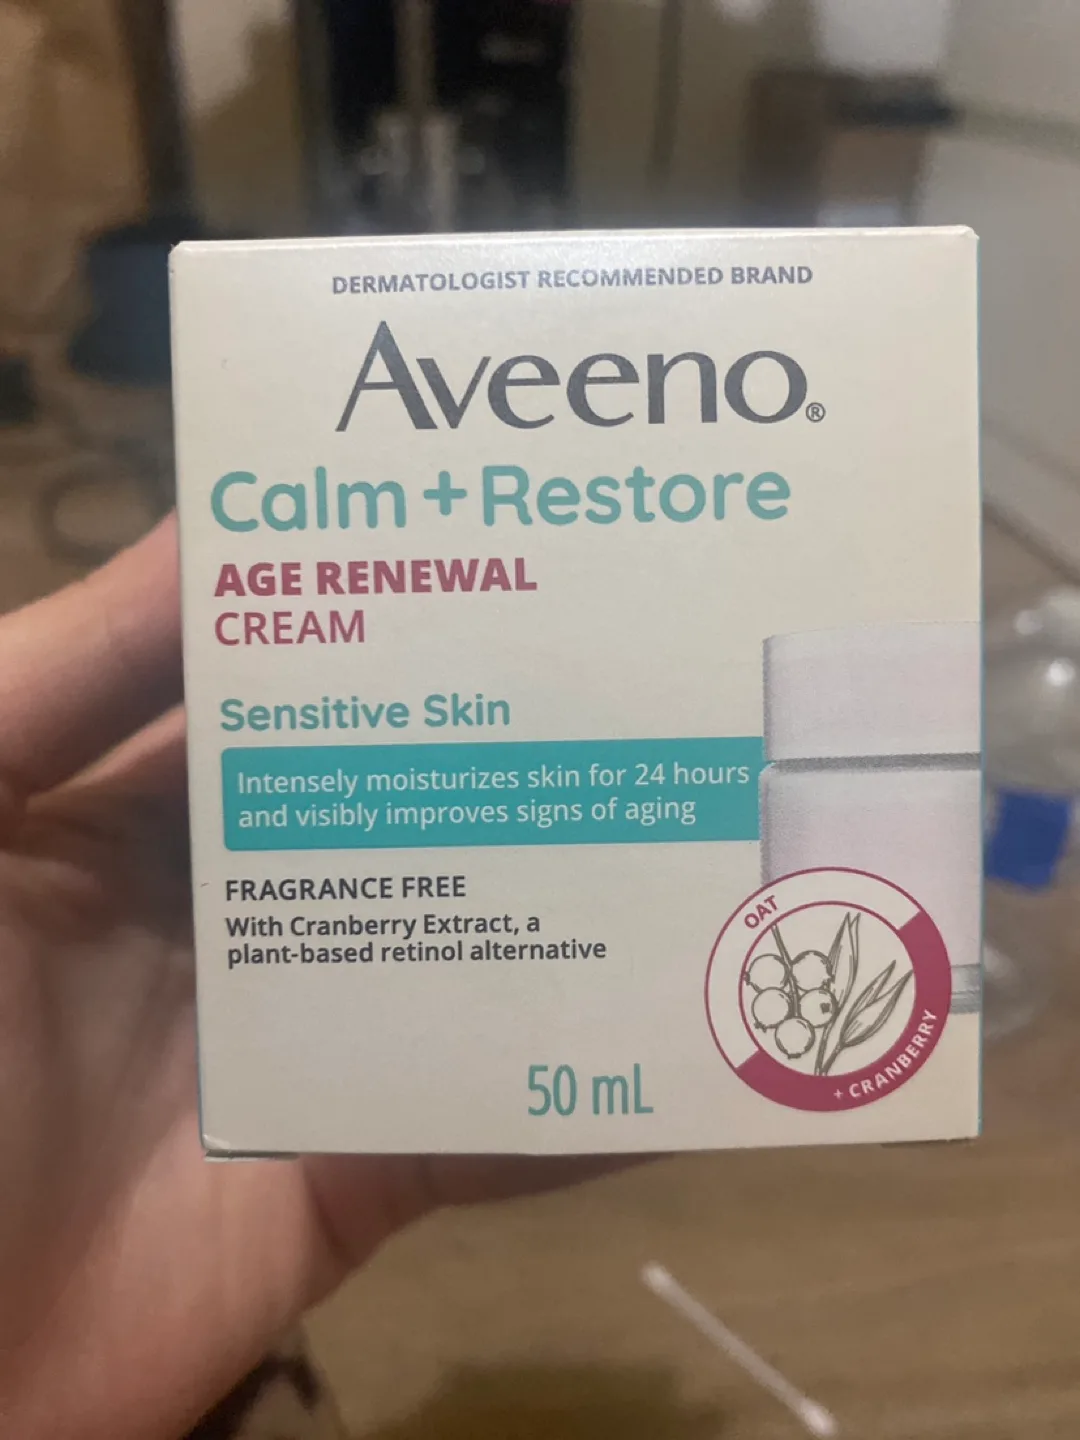 DERMATOLOGIST RECOMMENDED BRAND
Aveeno®
Calm + Restore
AGE RENEWAL
CREAM
Sensitive Skin
Intensely moisturizes skin for 24 hours
and visibly improves signs of aging
FRAGRANCE FREE
With Cranberry Extract, a
plant-based retinol alternative
OAT
+ CRANBERRY
50 mL